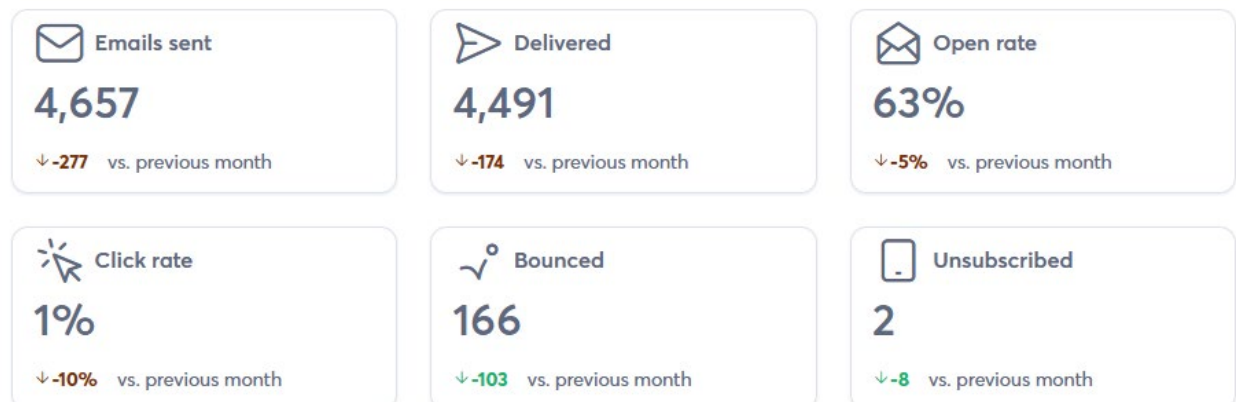 Emails sent
4,657
↓-277 vs. previous month
Delivered
4,491
↓-174 vs. previous month
Open rate
63%
↓-5% vs. previous month
Click rate
1%
↓-10% vs. previous month
Bounced
166
↓-103 vs. previous month
Unsubscribed
2
↓-8 vs. previous month